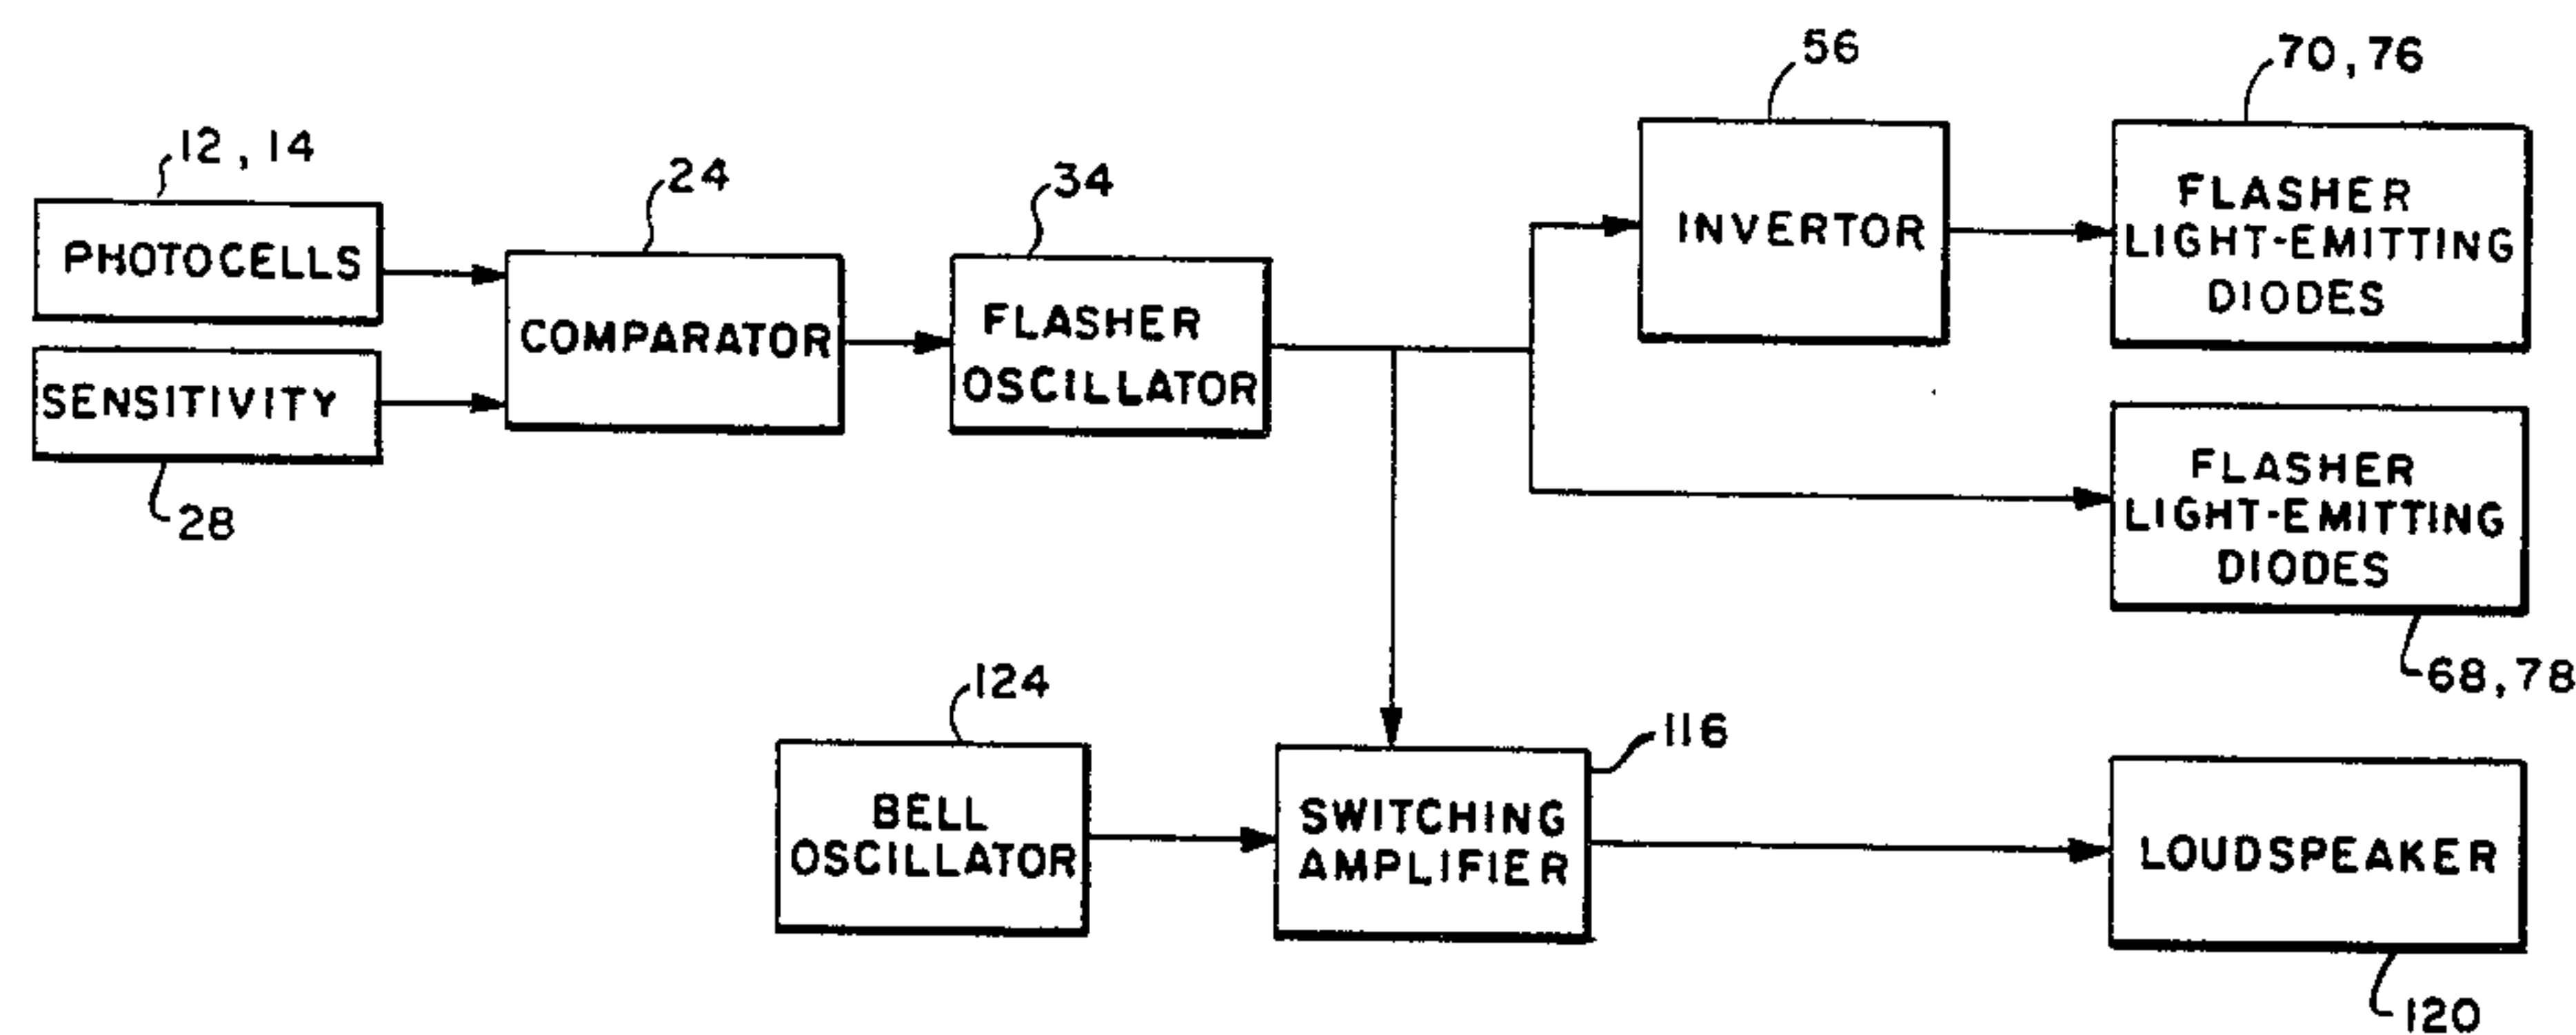 12, 14
PHOTOCELLS
SENSITIVITY
28
24
COMPARATOR
34
FLASHER
OSCILLATOR
56
INVERTOR
70, 76
FLASHER
LIGHT-EMITTING
DIODES
FLASHER
LIGHT-EMITTING
DIODES
68, 78
124
BELL
OSCILLATOR
116
SWITCHING
AMPLIFIER
LOUDSPEAKER
120